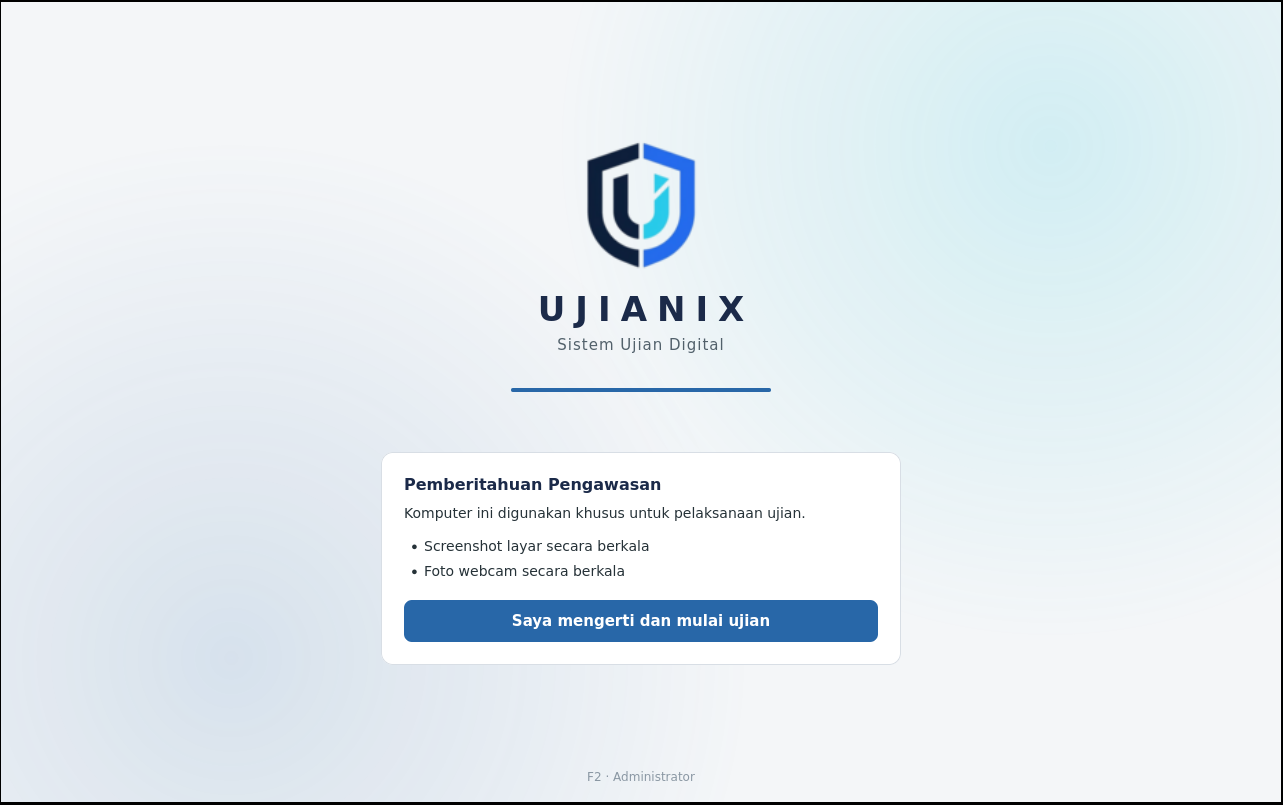 UJIANIX
Sistem Ujian Digital
Pemberitahuan Pengawasan
Komputer ini digunakan khusus untuk pelaksanaan ujian.
• Screenshot layar secara berkala
• Foto webcam secara berkala
Saya mengerti dan mulai ujian
F2 · Administrator